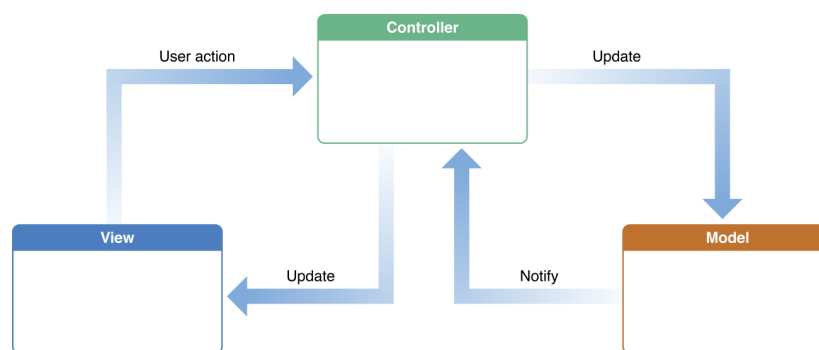 Controller
User action
Update
View
Model
Update
Notify